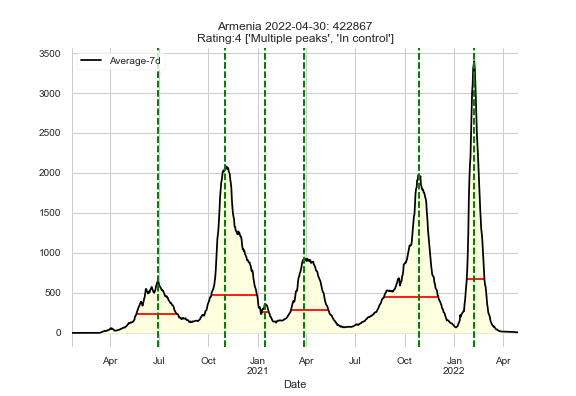 Armenia 2022-04-30: 422867
Rating:4 ['Multiple peaks', 'In control']
Average-7d
3500
3000
2500
2000
1500
1000
500
0
Apr Jul Oct Jan Apr Jul Oct Jan Apr
2021 2022
Date